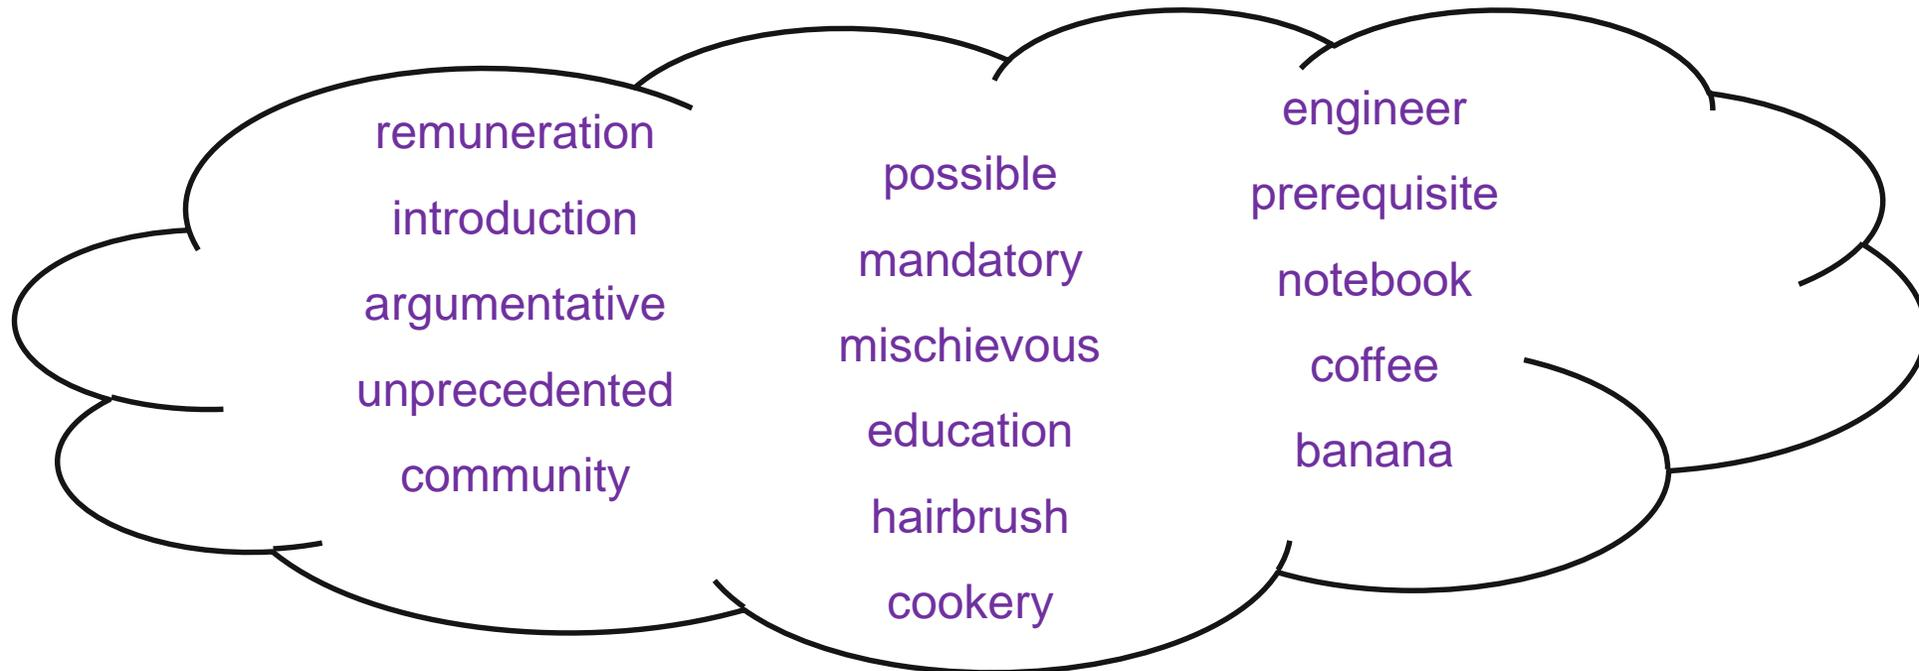 remuneration
introduction
argumentative
unprecedented
community
possible
mandatory
mischievous
education
hairbrush
cookery
engineer
prerequisite
notebook
coffee
banana